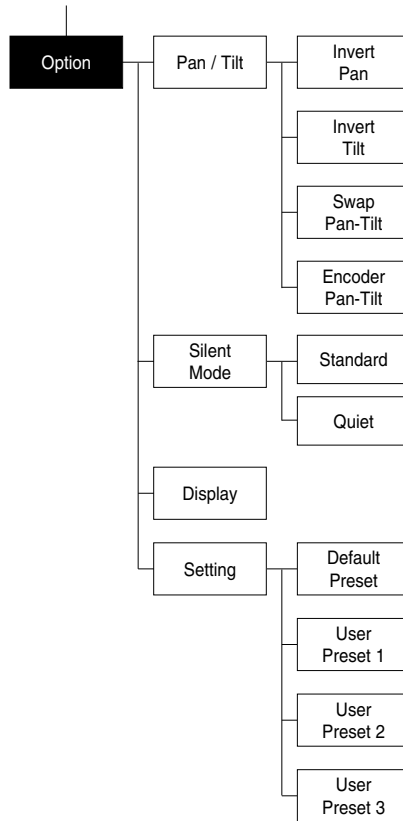 Option
Pan / Tilt
Invert
Pan
Invert
Tilt
Swap
Pan-Tilt
Encoder
Pan-Tilt
Silent
Mode
Standard
Quiet
Display
Setting
Default
Preset
User
Preset 1
User
Preset 2
User
Preset 3